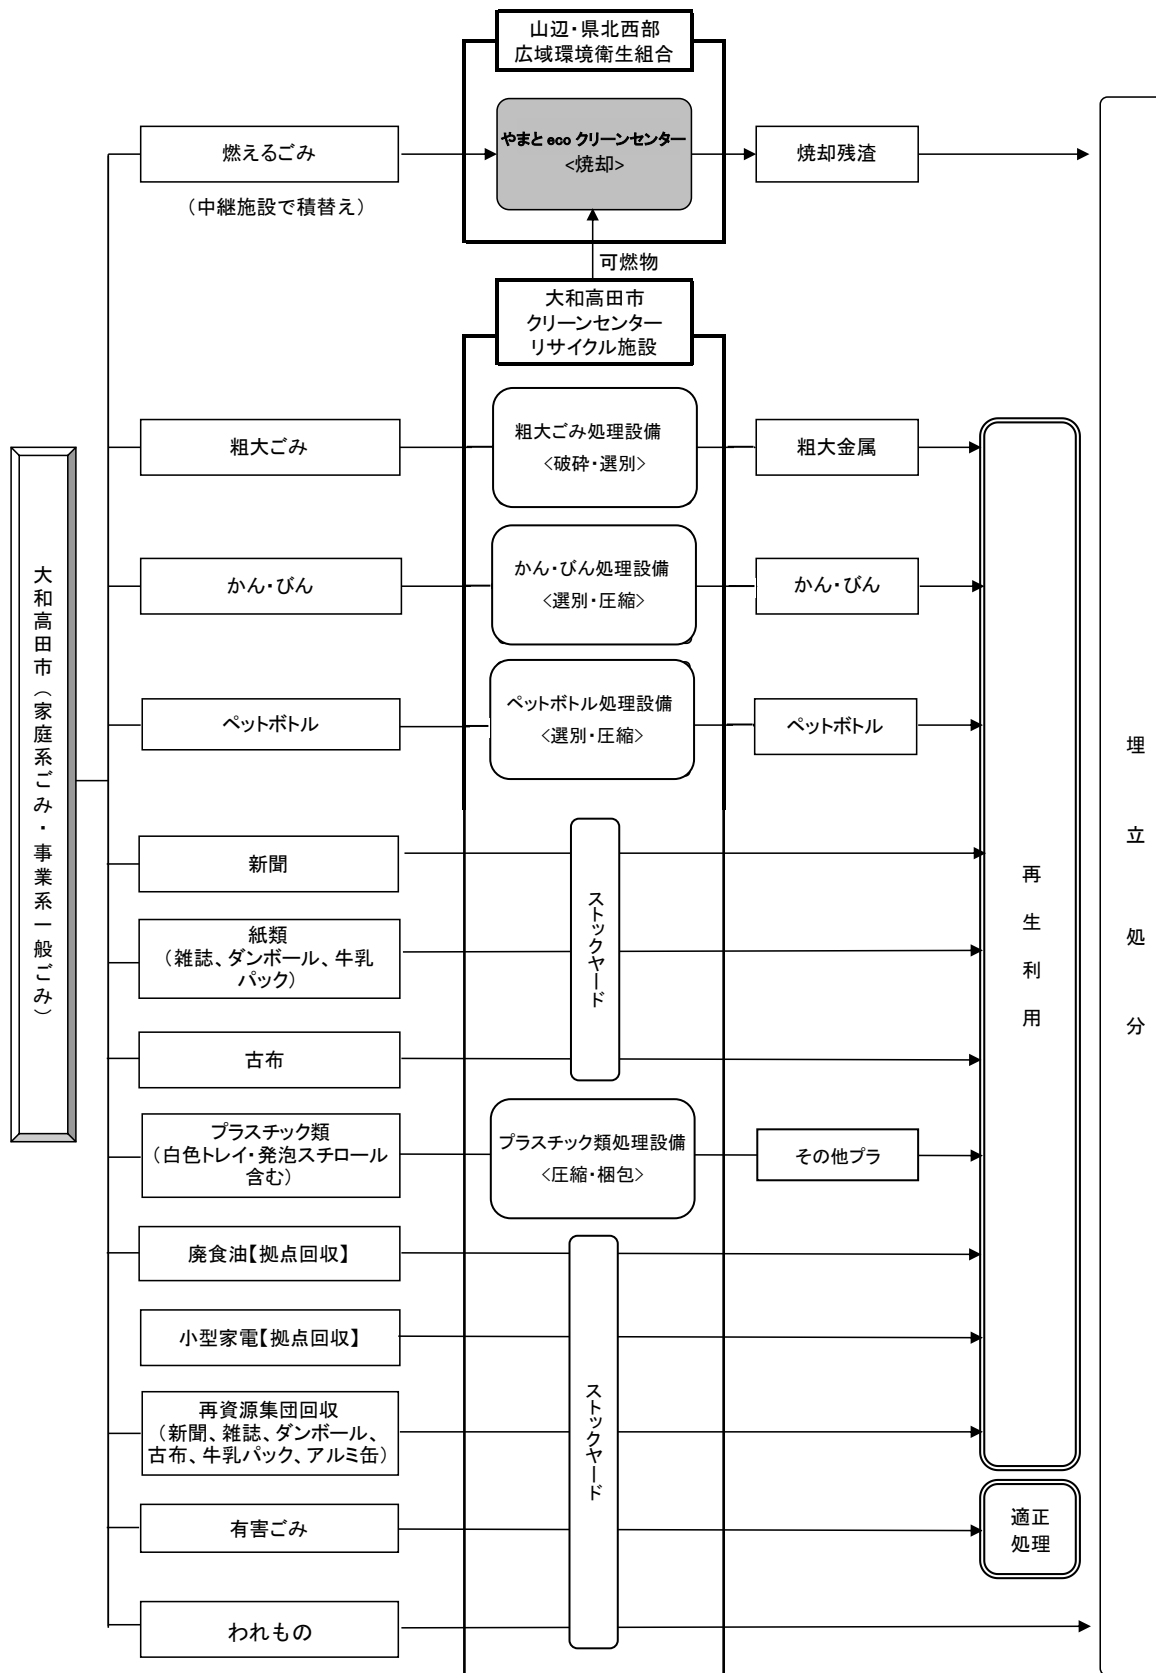 山辺・県北西部
広域環境衛生組合
燃えるごみ
（中継施設で積替え）
やまと eco クリーンセンター
<焼却>
焼却残渣
可燃物
大和高田市
クリーンセンター
リサイクル施設
大和高田市（家庭系ごみ・事業系一般ごみ）
粗大ごみ
粗大ごみ処理設備
<破砕・選別>
粗大金属
かん・びん
かん・びん処理設備
<選別・圧縮>
かん・びん
ペットボトル
ペットボトル処理設備
<選別・圧縮>
ペットボトル
新聞
紙類
（雑誌、ダンボール、牛乳
パック）
古布
ストックヤード
プラスチック類
（白色トレイ・発泡スチロール
含む）
プラスチック類処理設備
<圧縮・梱包>
その他プラ
廃食油【拠点回収】
小型家電【拠点回収】
再資源集団回収
（新聞、雑誌、ダンボール、
古布、牛乳パック、アルミ缶）
有害ごみ
われもの
ストックヤード
再生利用
適正
処理
埋立処分